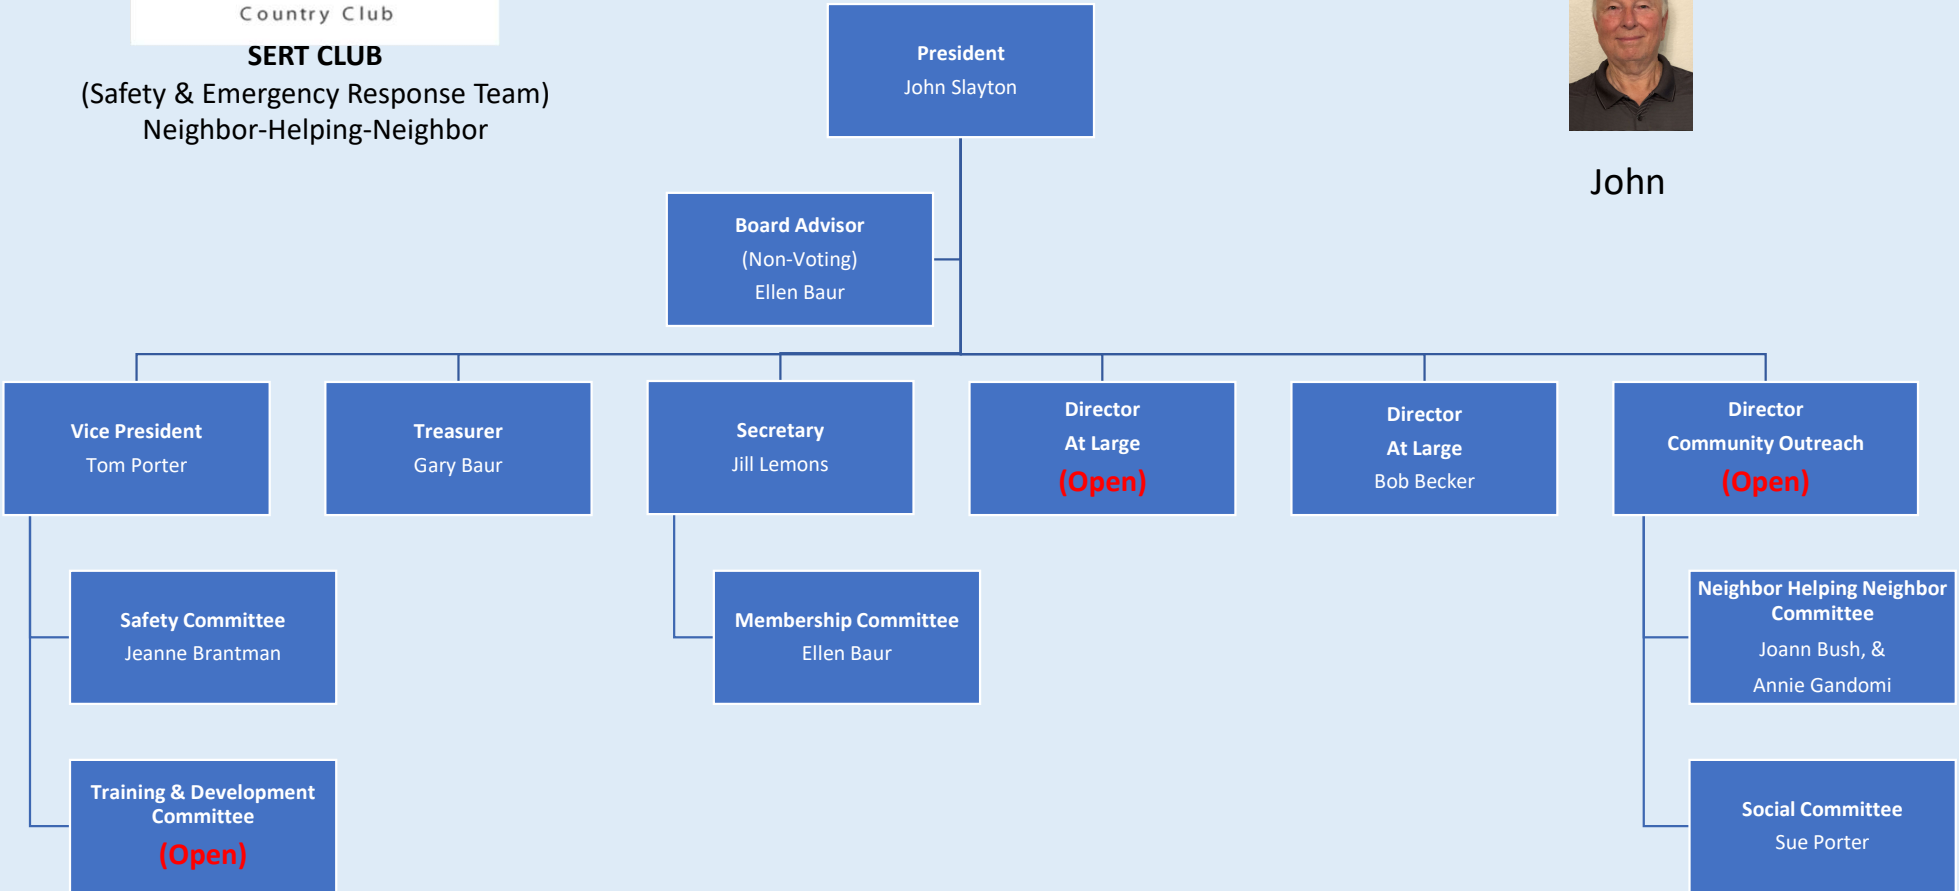 Country Club
SERT CLUB
(Safety & Emergency Response Team)
Neighbor-Helping-Neighbor
President
John Slayton
John
Board Advisor
(Non-Voting)
Ellen Baur
Vice President
Tom Porter
Treasurer
Gary Baur
Secretary
Jill Lemons
Director
At Large
(Open)
Director
At Large
Bob Becker
Director
Community Outreach
(Open)
Safety Committee
Jeanne Brantman
Membership Committee
Ellen Baur
Neighbor Helping Neighbor
Committee
Joann Bush, &
Annie Gandomi
Training & Development
Committee
(Open)
Social Committee
Sue Porter